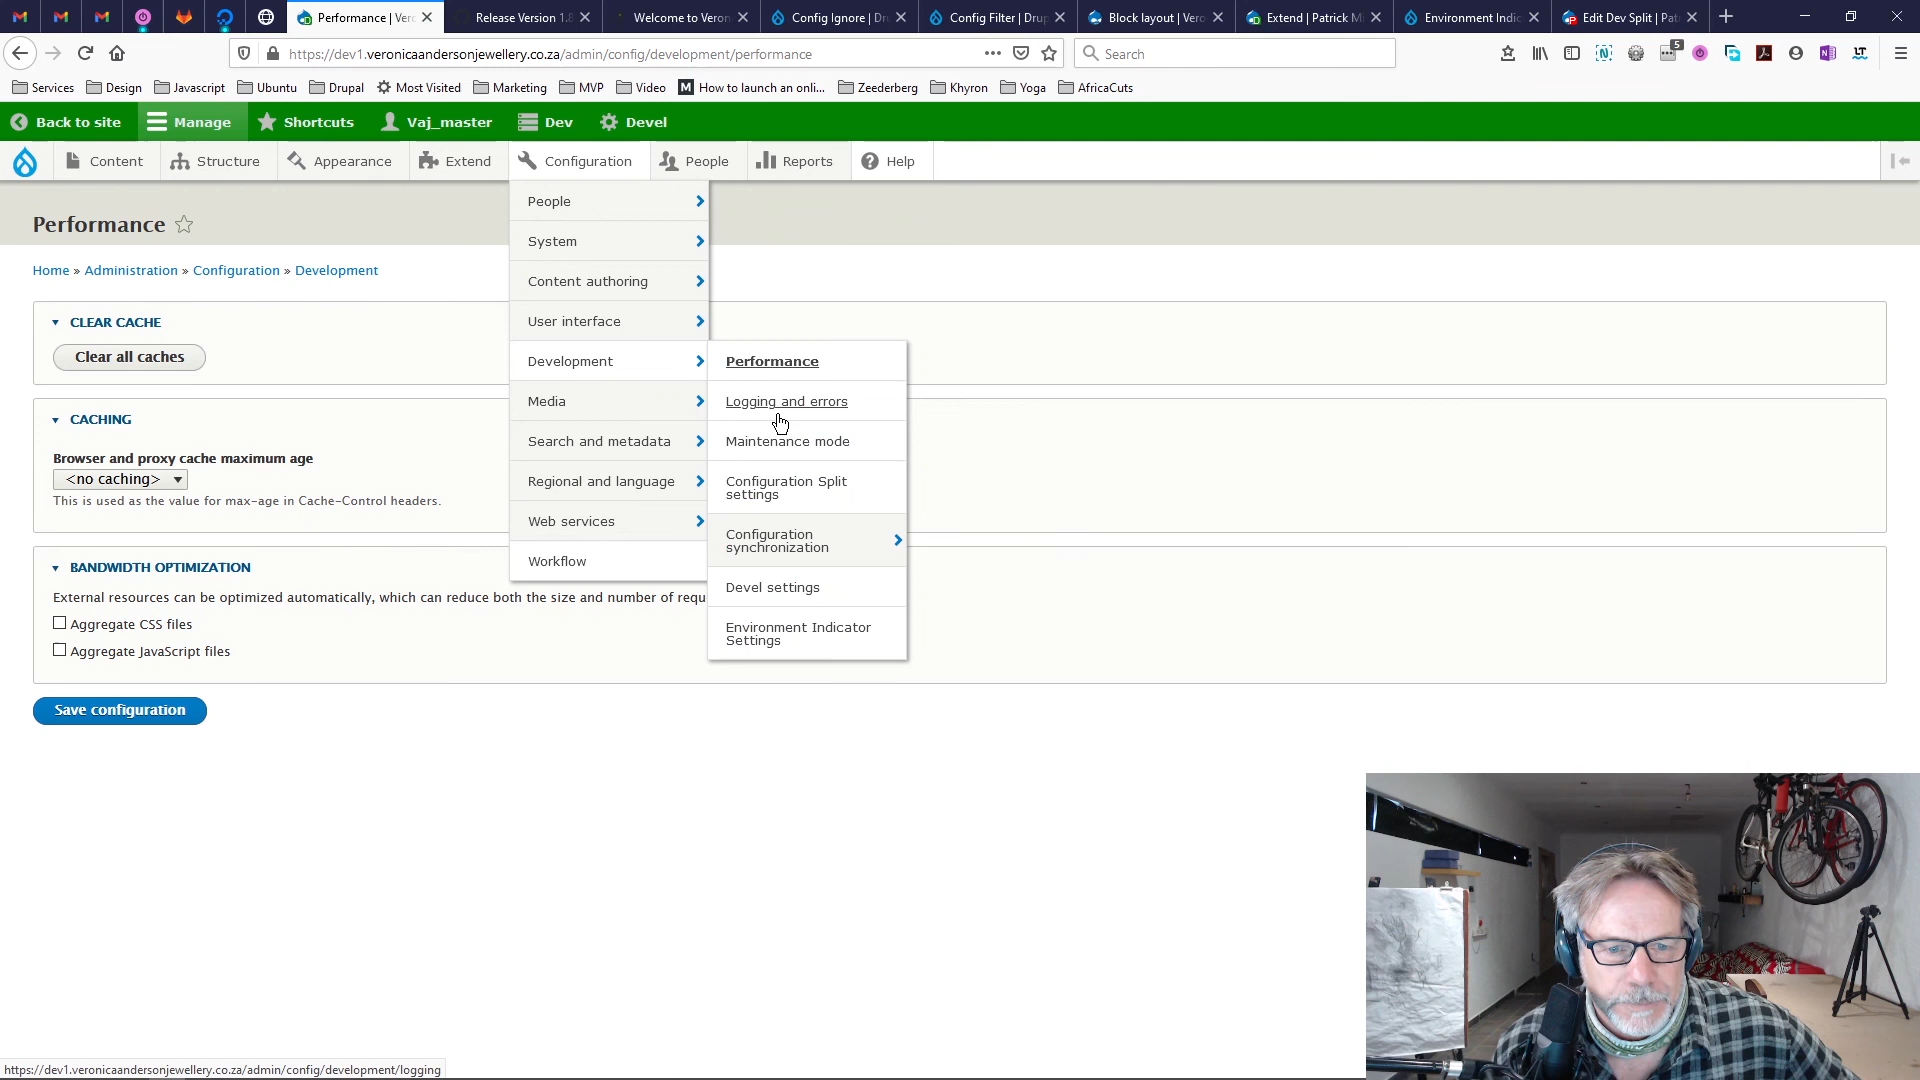 Performance | Vero
Release Version 1.8
Welcome to Veron
Config Ignore | Dru
Config Filter | Drup
Block layout | Vero
Extend | Patrick Mi
Environment Indic
Edit Dev Split | Pat
https://dev1.veronicaandersonjewellery.co.za/admin/config/development/performance
Search
5
Services Design Javascript Ubuntu Drupal Most Visited Marketing MVP Video M How to launch an onli... Zeederberg Khyron Yoga AfricaCuts
Back to site Manage Shortcuts Vaj_master Dev Devel
Content Structure Appearance Extend Configuration People Reports Help
Performance
Home » Administration » Configuration » Development
CLEAR CACHE
Clear all caches
CACHING
Browser and proxy cache maximum age
<no caching>
This is used as the value for max-age in Cache-Control headers.
BANDWIDTH OPTIMIZATION
External resources can be optimized automatically, which can reduce both the size and number of requ
Aggregate CSS files
Aggregate JavaScript files
Save configuration
People
System
Content authoring
User interface
Development
Media
Search and metadata
Regional and language
Web services
Workflow
Performance
Logging and errors
Maintenance mode
Configuration Split
settings
Configuration
synchronization
Devel settings
Environment Indicator
Settings
https://dev1.veronicaandersonjewellery.co.za/admin/config/development/logging